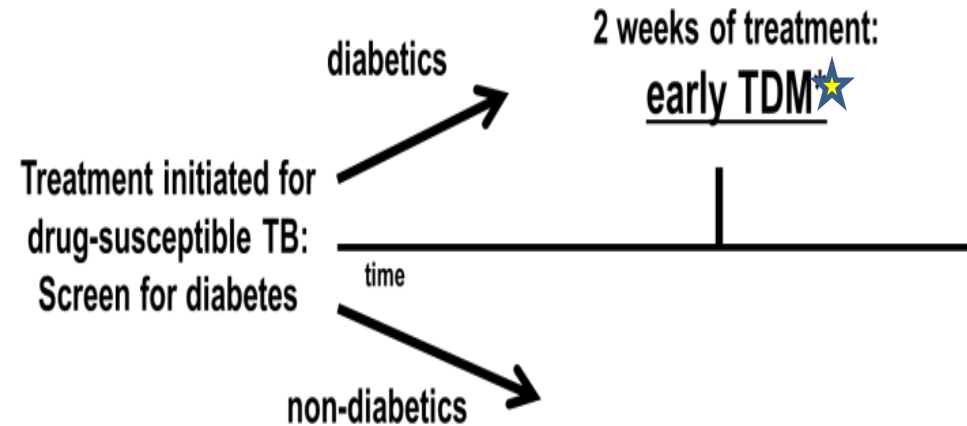 diabetics
2 weeks of treatment:
early TDM*
Treatment initiated for
drug-susceptible TB:
Screen for diabetes
time
non-diabetics